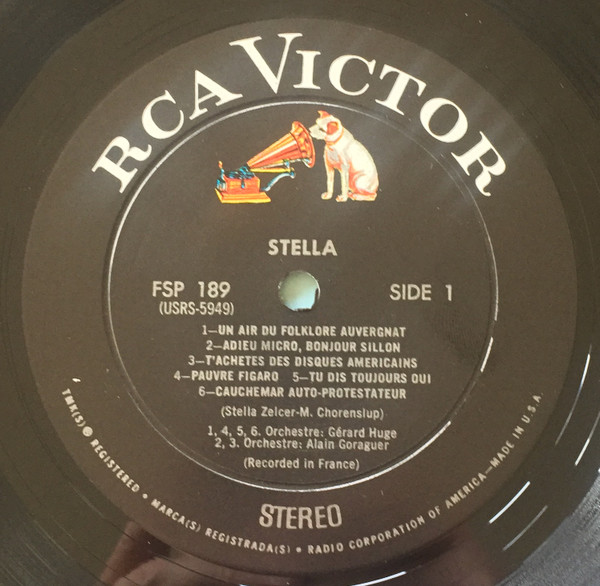 RCA VICTOR
STELLA
FSP 189
(USRS-5949)
SIDE 1
1—UN AIR DU FOLKLORE AUVERGNAT
2—ADIEU MICRO, BONJOUR SILLON
3—T'ACHETES DES DISQUES AMERICAINS
4—PAUVRE FIGARO 5—TU DIS TOUJOURS OUI
6—CAUCHEMAR AUTO-PROTESTATEUR
(Stella Zelcer-M. Chorenslup)
1, 4, 5, 6. Orchestre: Gérard Huge
2, 3. Orchestre: Alain Goraguer
(Recorded in France)
STEREO
TMK(S) ® REGISTERED • MARCA(S) REGISTRADA(S) • RADIO CORPORATION OF AMERICA—MADE IN U.S.A.